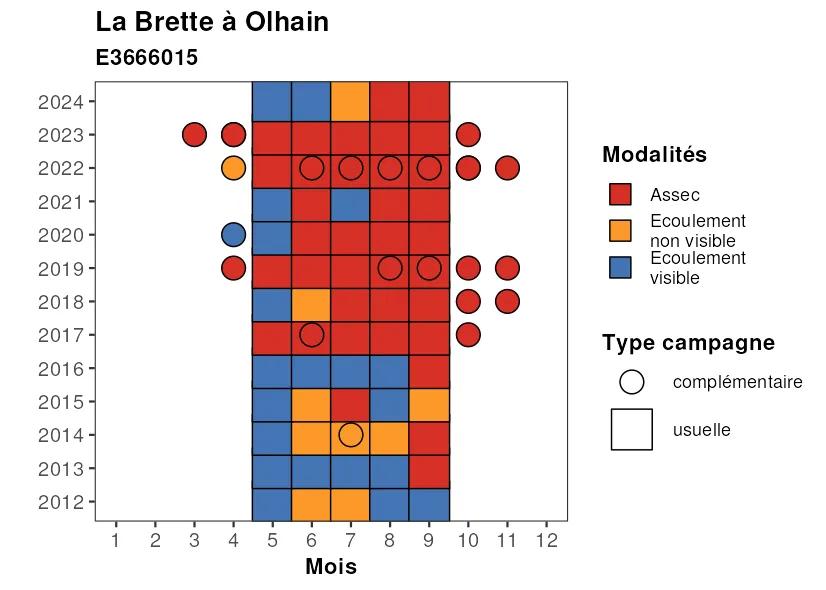 La Brette à Olhain
E3666015
2024
2023
2022
2021
2020
2019
2018
2017
2016
2015
2014
2013
2012
1 2 3 4 5 6 7 8 9 10 11 12
Mois
Modalités
Assec
Ecoulement
non visible
Ecoulement
visible
Type campagne
complémentaire
usuelle